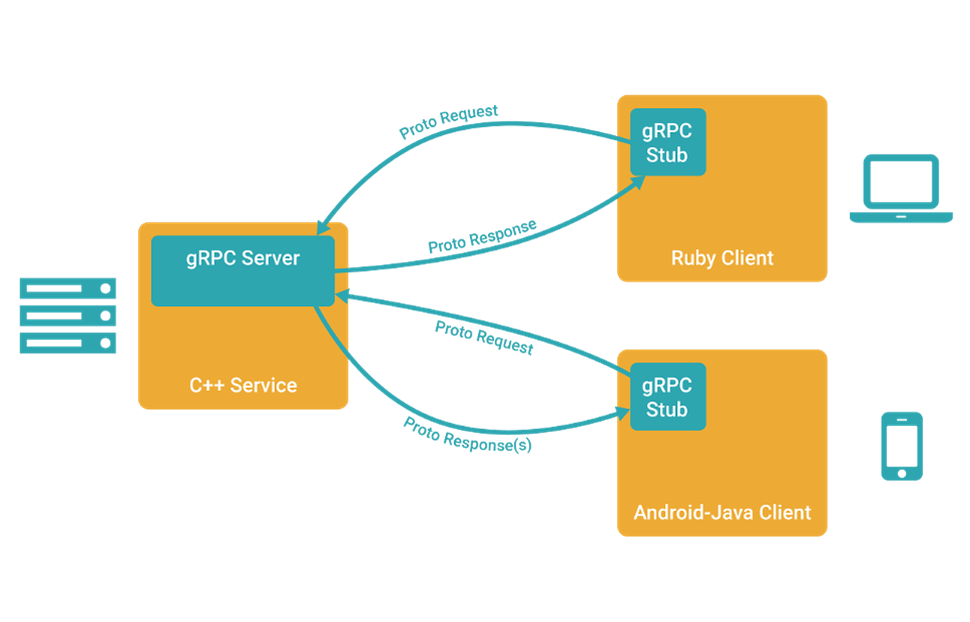 Proto Request
gRPC
Stub
Proto Response
Ruby Client
gRPC Server
C++ Service
Proto Request
gRPC
Stub
Proto Response(s)
Android-Java Client